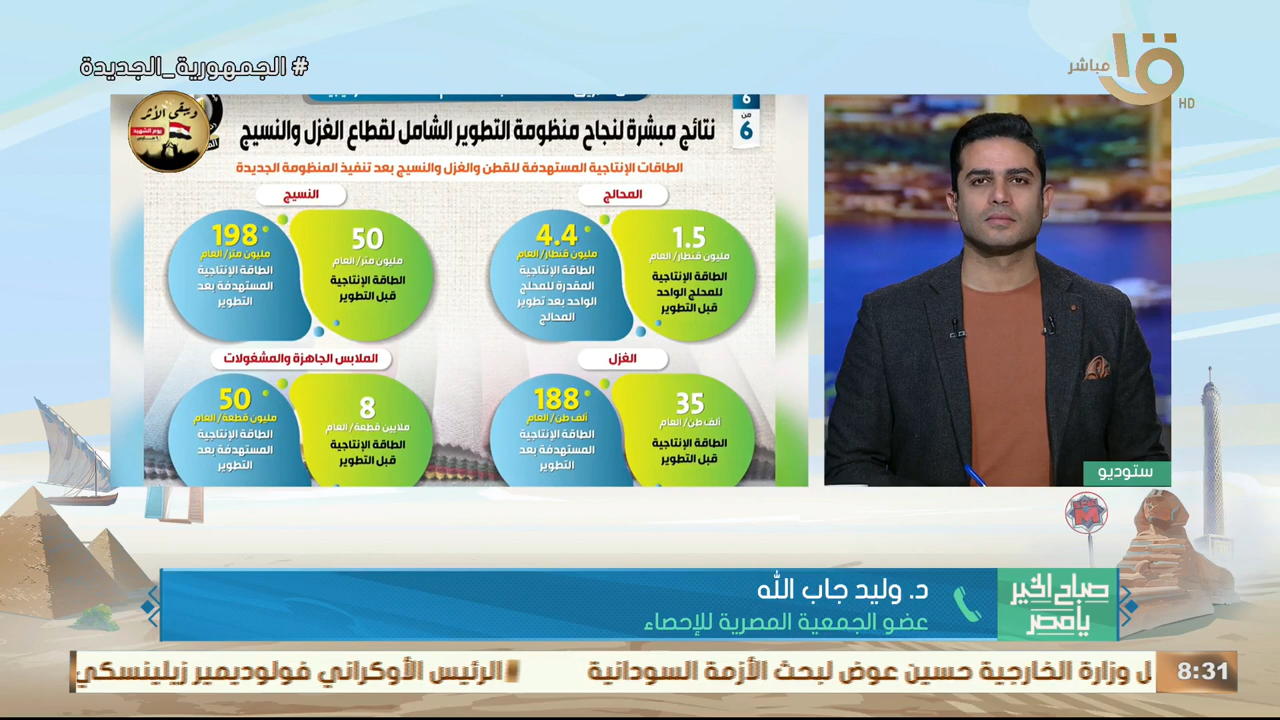 #الجمهورية_الجديدة
مباشر
HD
ويبقى الأثر
يوم الشهيد
6
من
6
نتائج مبشرة لنجاح منظومة التطوير الشامل لقطاع الغزل والنسيج
الطاقات الإنتاجية المستهدفة للقطن والغزل والنسيج بعد تنفيذ المنظومة الجديدة
المحالج
1.5
مليون قنطار/ العام
الطاقة الإنتاجية
للمحلج الواحد
قبل التطوير
4.4
مليون قنطار/ العام
الطاقة الإنتاجية
المقدرة للمحلج
الواحد بعد تطوير
المحالج
النسيج
50
مليون متر/ العام
الطاقة الإنتاجية
قبل التطوير
198
مليون متر/ العام
الطاقة الإنتاجية
المستهدفة بعد
التطوير
الغزل
35
ألف طن/ العام
الطاقة الإنتاجية
قبل التطوير
188
ألف طن/ العام
الطاقة الإنتاجية
المستهدفة بعد
التطوير
الملابس الجاهزة والمشغولات
8
ملايين قطعة/ العام
الطاقة الإنتاجية
قبل التطوير
50
مليون قطعة/ العام
الطاقة الإنتاجية
المستهدفة بعد
التطوير
ستوديو
M
صباح الخير
يا مصر
د. وليد جاب الله
عضو الجمعية المصرية للإحصاء
8:31
ل وزارة الخارجية حسين عوض لبحث الأزمة السودانية
الرئيس الأوكراني فولوديمير زيلينسكي